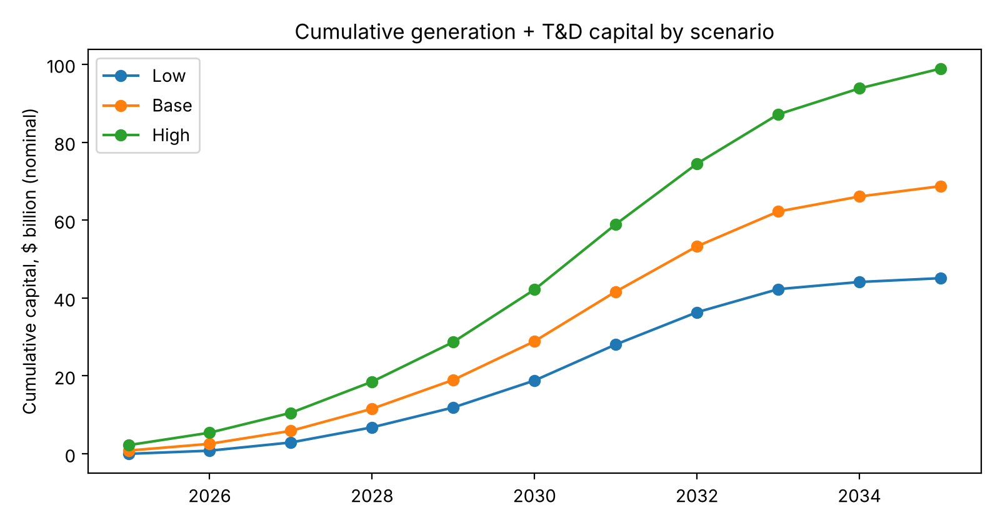 Cumulative generation + T&D capital by scenario
Cumulative capital, $ billion (nominal)
100
80
60
40
20
0
Low
Base
High
2026
2028
2030
2032
2034